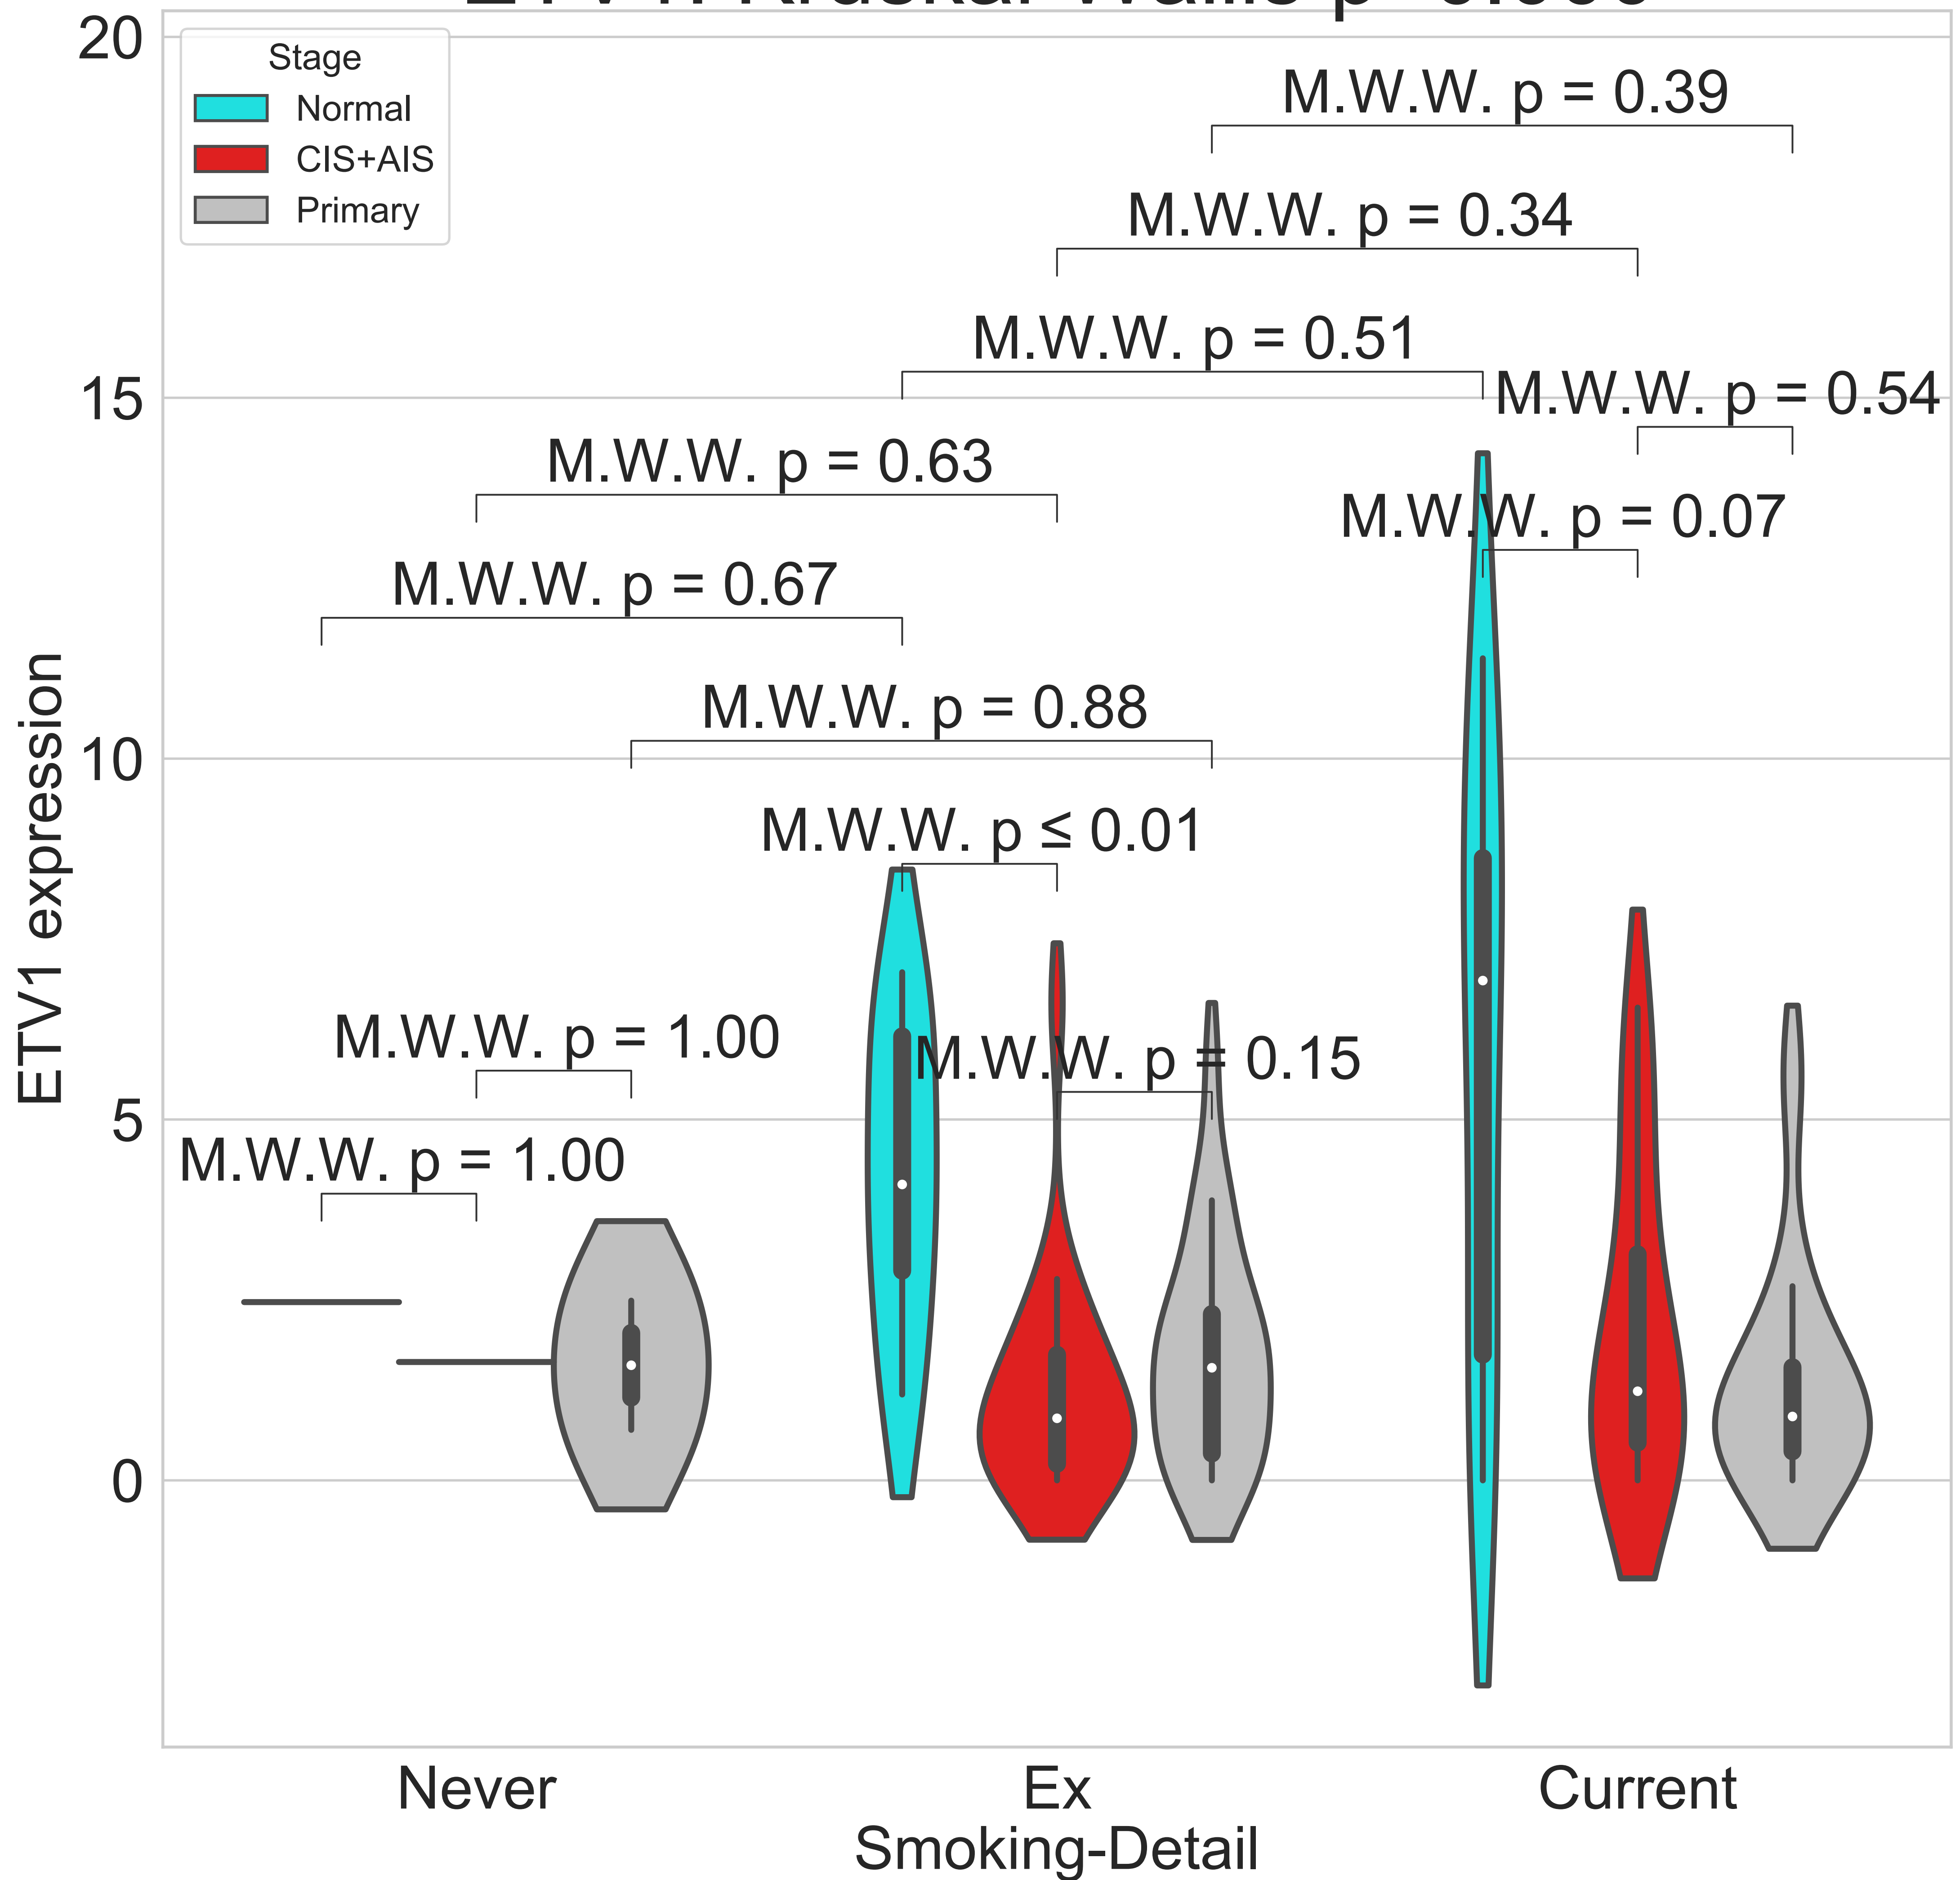 20
15
10
5
0
ETV1 expression
Stage
Normal
CIS+AIS
Primary
M.W.W. p = 0.39
M.W.W. p = 0.34
M.W.W. p = 0.51
M.W.W. p = 0.54
M.W.W. p = 0.63
M.W.W. p = 0.07
M.W.W. p = 0.67
M.W.W. p = 0.88
M.W.W. p ≤ 0.01
M.W.W. p = 1.00
M.W.W. p = 0.15
M.W.W. p = 1.00
Never
Ex
Current
Smoking-Detail